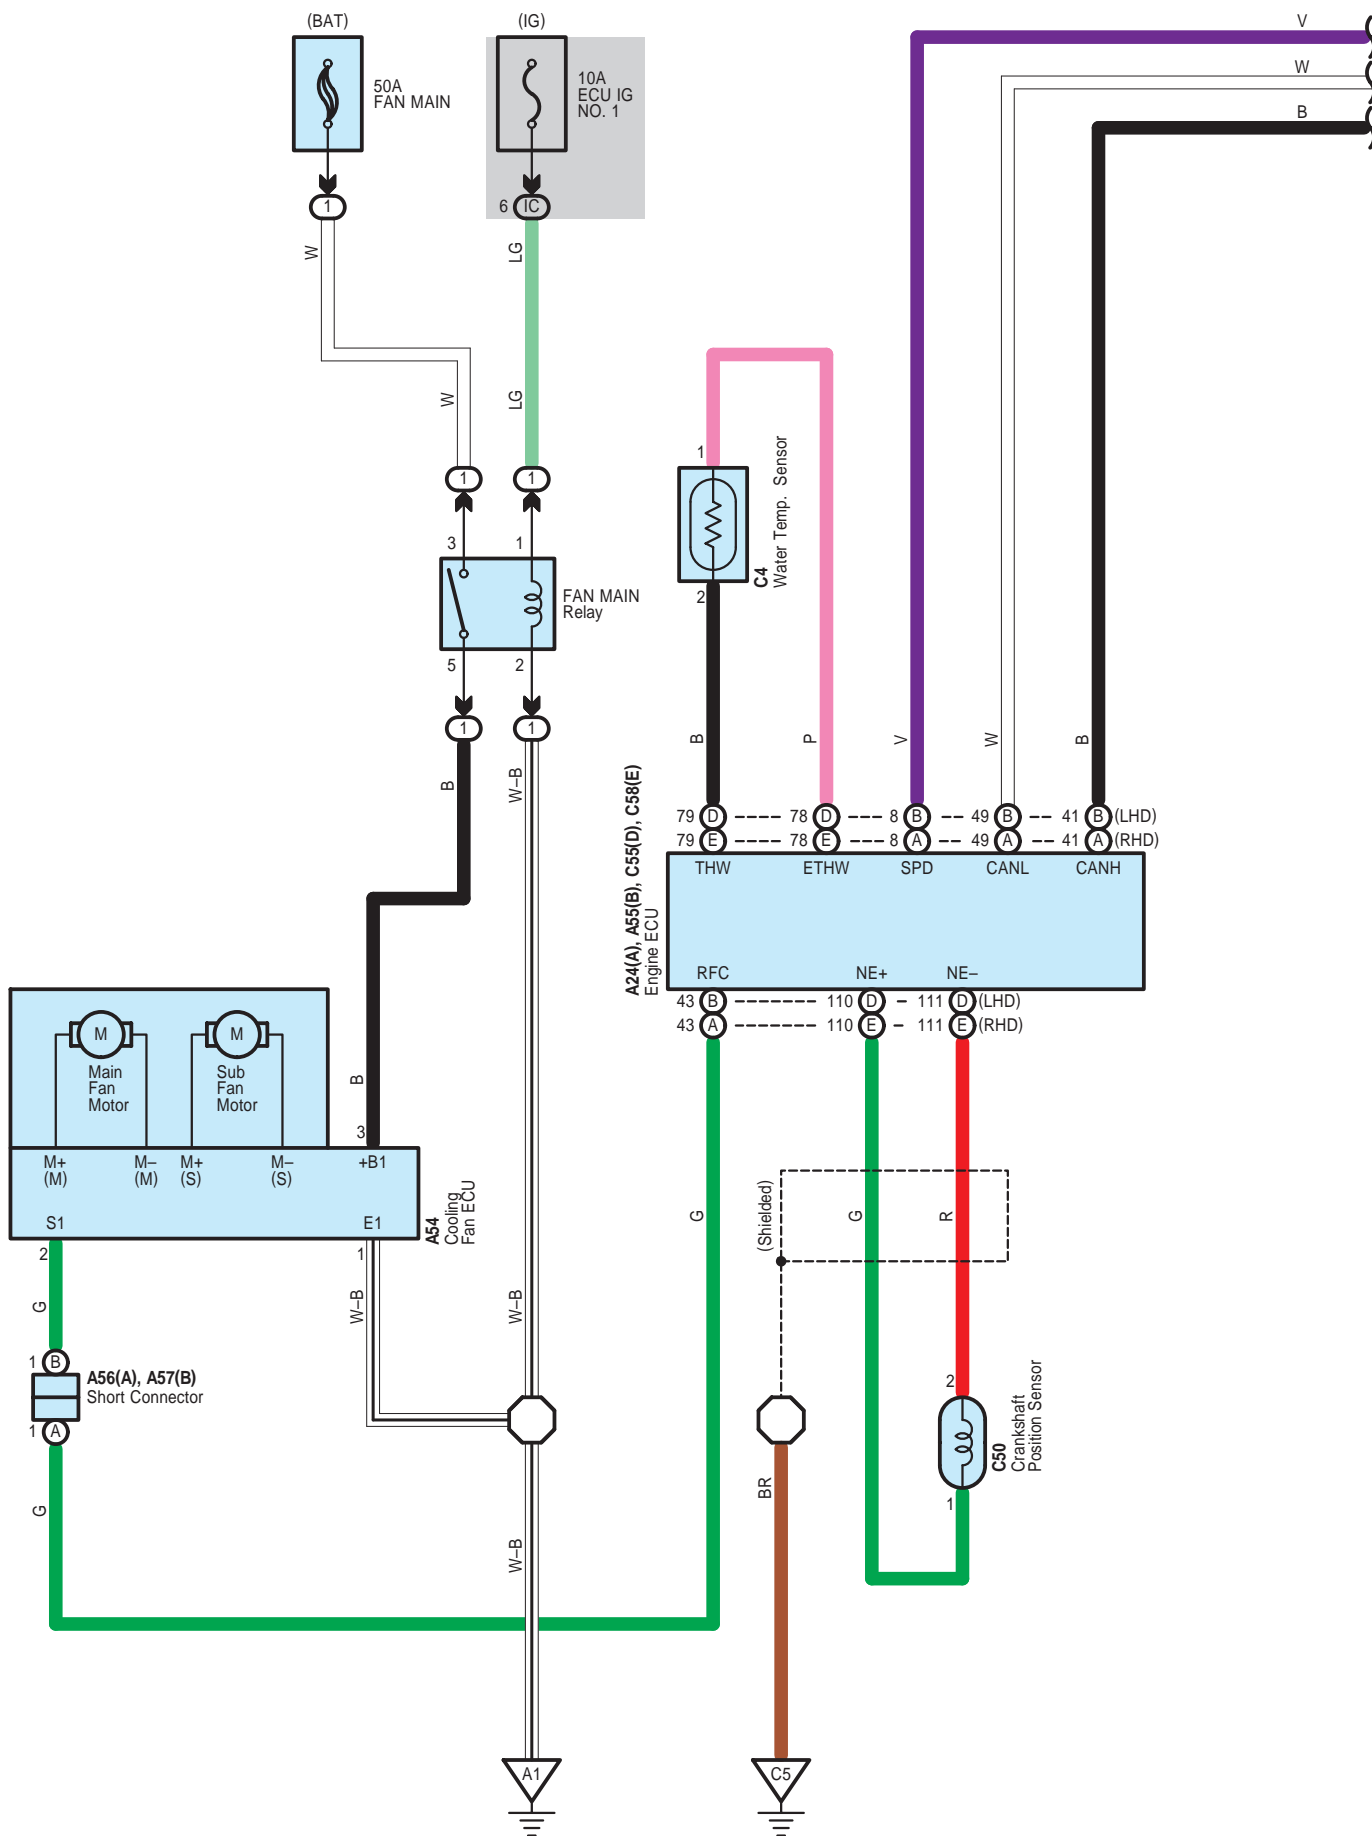 (BAT)
(IG)
V
W
B
50A
FAN MAIN
10A
ECU IG
NO. 1
1
6 IC
W
LG
W
LG
1
1
3
1
FAN MAIN
Relay
5
2
1
1
B
W–B
1
C4
Water Temp. Sensor
2
B
P
V
W
B
79 D
78 D
8 B
49 B
41 B (LHD)
79 E
78 E
8 A
49 A
41 A (RHD)
THW
ETHW
SPD
CANL
CANH
A24(A), A55(B), C55(D), C58(E)
Engine ECU
RFC
NE+
NE–
43 B
110 D
111 D (LHD)
43 A
110 E
111 E (RHD)
M
M
Main
Fan
Motor
Sub
Fan
Motor
B
3
M+
(M)
M–
(M)
M+
(S)
M–
(S)
+B1
S1
E1
A54
Cooling
Fan ECU
2
1
G
W–B
W–B
G
(Shielded)
G
R
1 B
A56(A), A57(B)
Short Connector
1 A
G
W–B
BR
2
C50
Crankshaft
Position Sensor
1
A1
C5